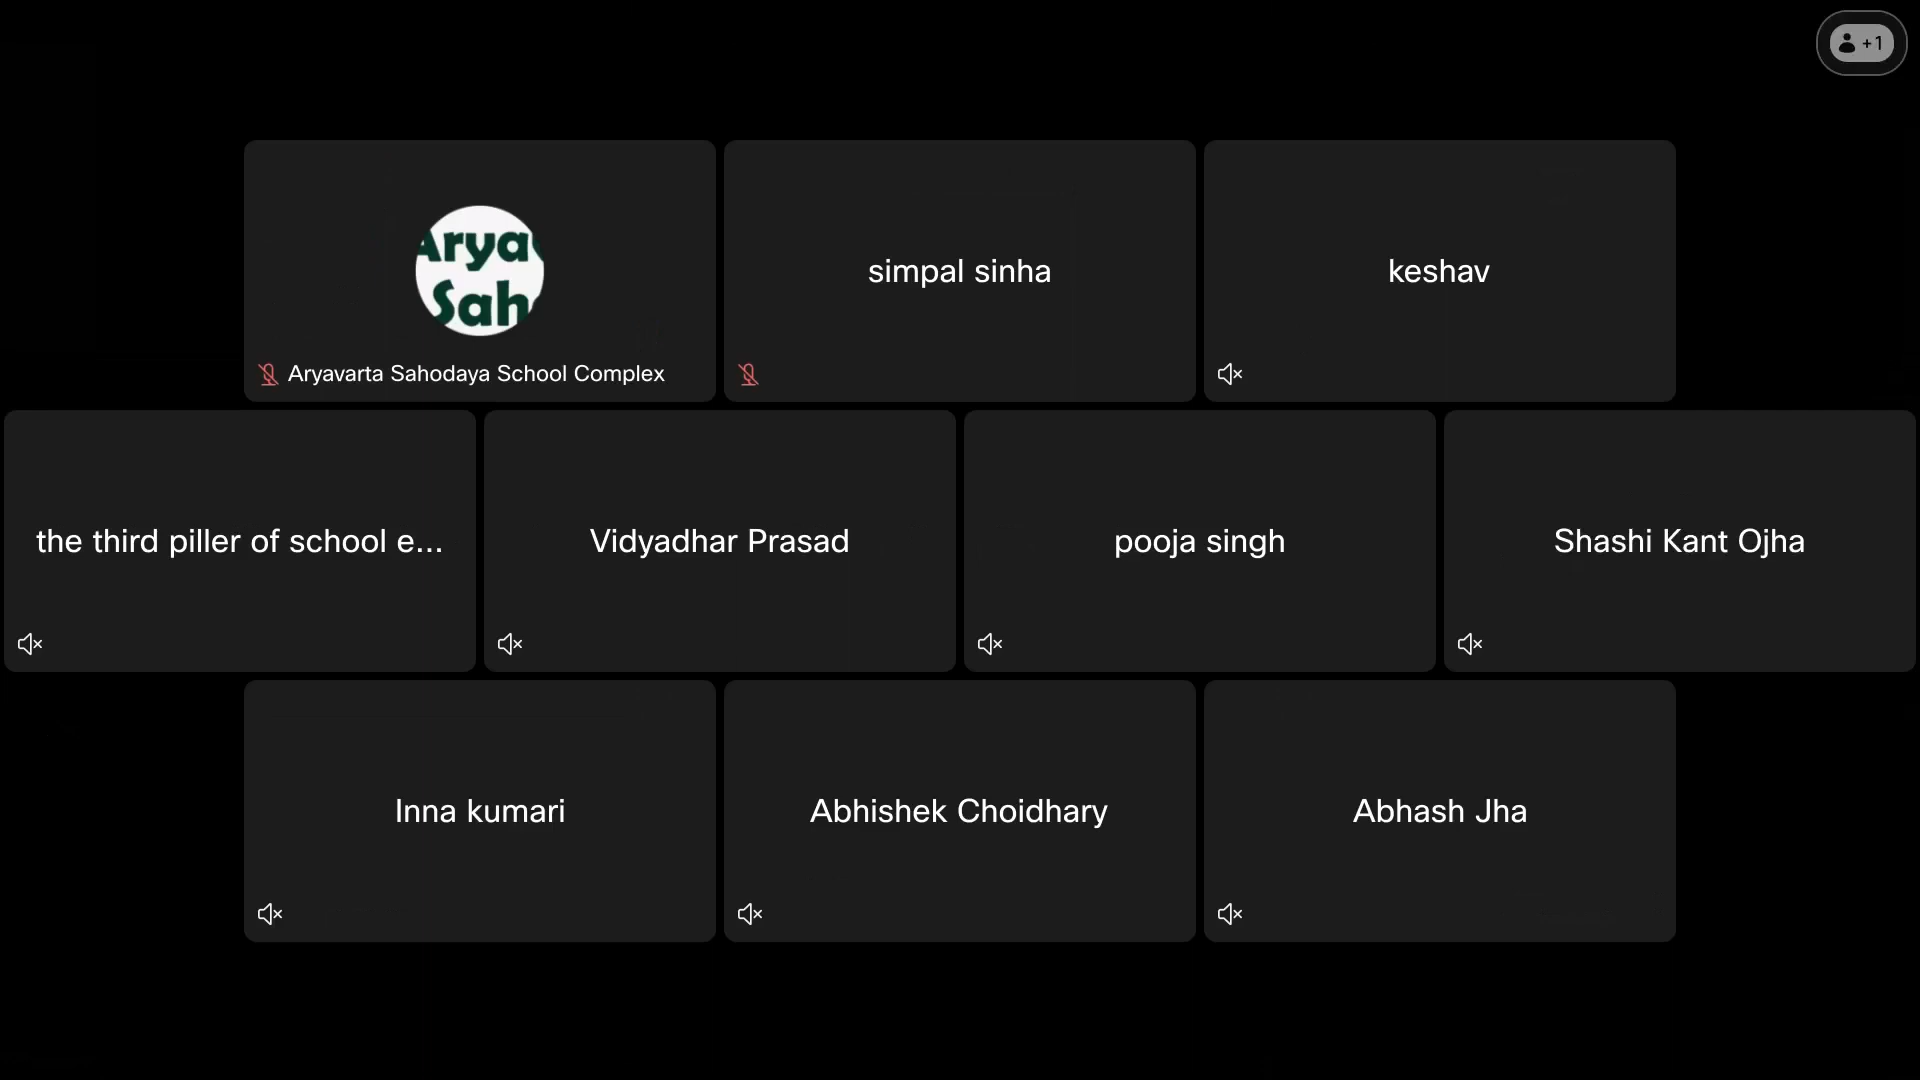 +1
Arya
Sah
Aryavarta Sahodaya School Complex
simpal sinha
keshav
the third piller of school e...
Vidyadhar Prasad
pooja singh
Shashi Kant Ojha
Inna kumari
Abhishek Choidhary
Abhash Jha